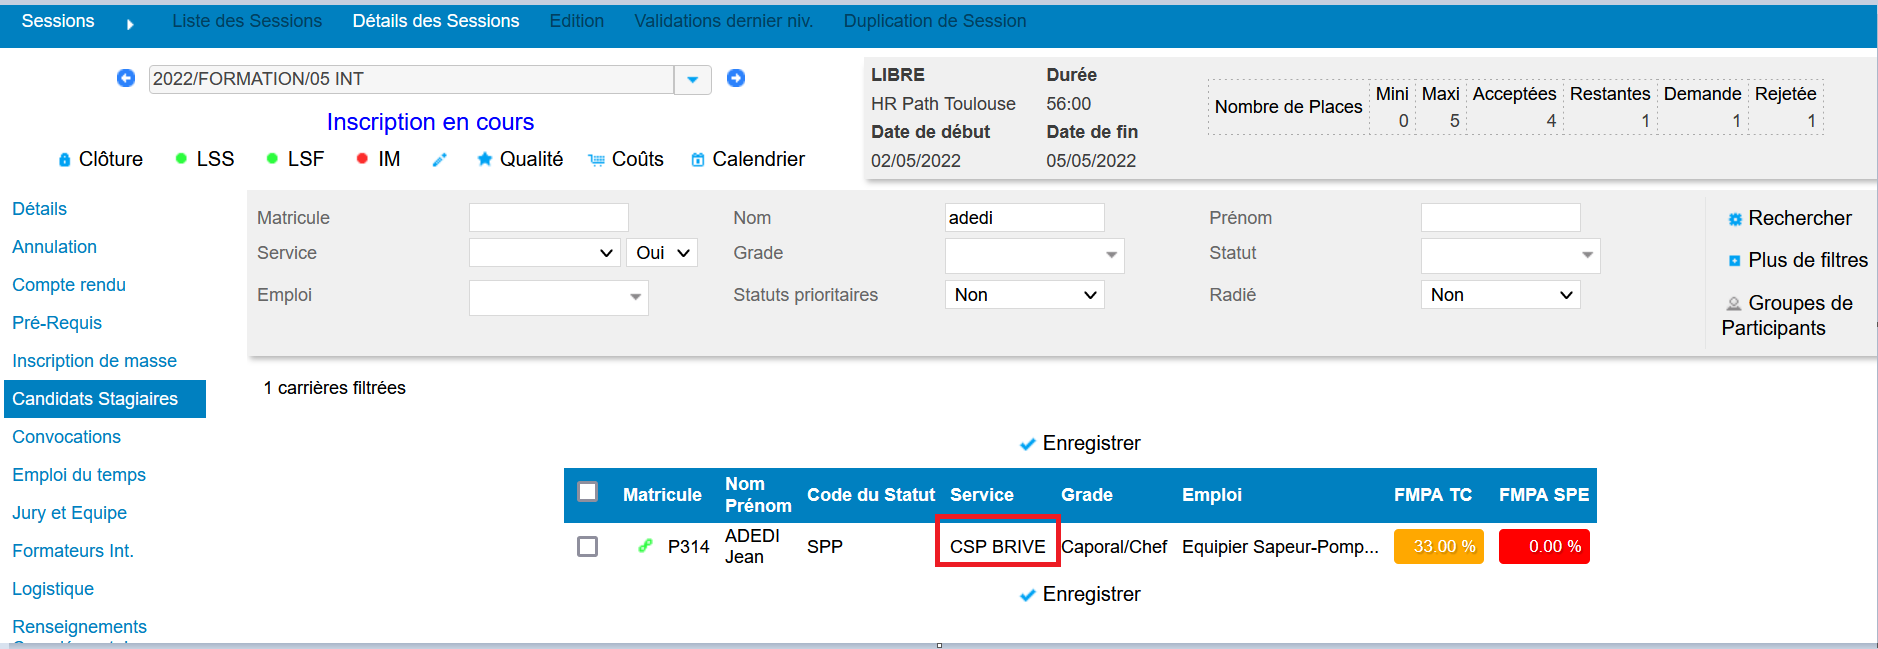 Sessions Liste des Sessions Détails des Sessions Edition Validations dernier niv. Duplication de Session
2022/FORMATION/05 INT
Inscription en cours
Clôture LSS LSF IM Qualité Coûts Calendrier
LIBRE Durée
HR Path Toulouse 56:00
Date de début Date de fin
02/05/2022 05/05/2022
Nombre de Places Mini Maxi Acceptées Restantes Demande Rejetée
0 5 4 1 1 1
Détails
Annulation
Compte rendu
Pré-Requis
Inscription de masse
Candidats Stagiaires
Convocations
Emploi du temps
Jury et Equipe
Formateurs Int.
Logistique
Renseignements
Matricule Nom adedi Prénom
Service Oui Grade Statut
Emploi Statuts prioritaires Non Radié Non
Rechercher
Plus de filtres
Groupes de
Participants
1 carrières filtrées
Enregistrer
Matricule Nom Prénom Code du Statut Service Grade Emploi FMPA TC FMPA SPE
P314 ADEDI Jean SPP CSP BRIVE Caporal/Chef Equipier Sapeur-Pomp... 33.00 % 0.00 %
Enregistrer